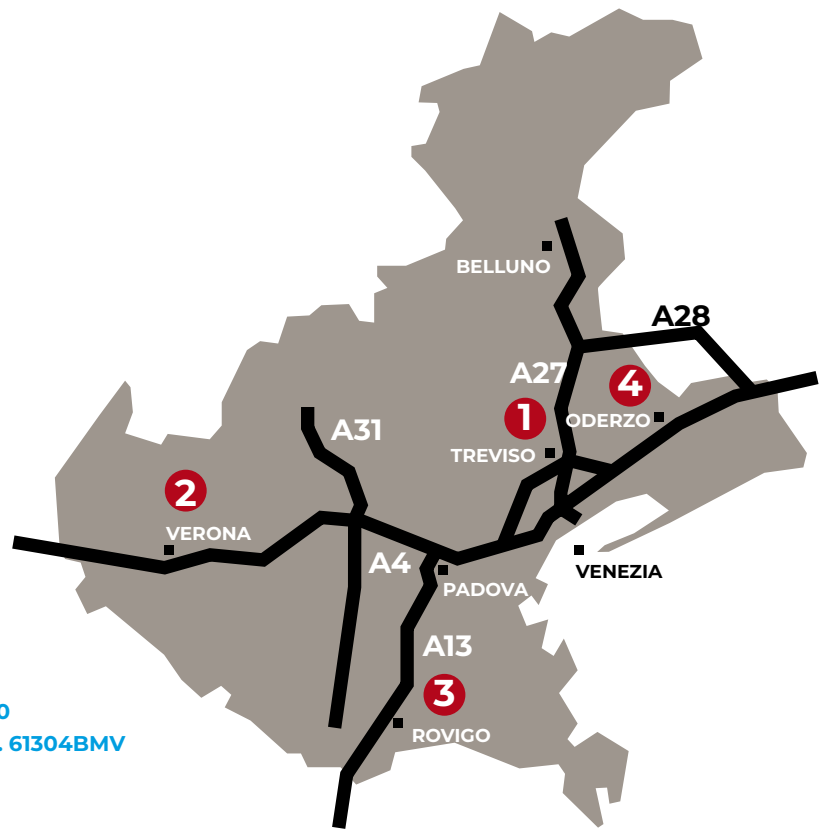 BELLUNO
A28
A27
4
1
ODERZO
A31
TREVISO
2
VERONA
A4
VENEZIA
PADOVA
A13
3
0
. 61304BMV
ROVIGO